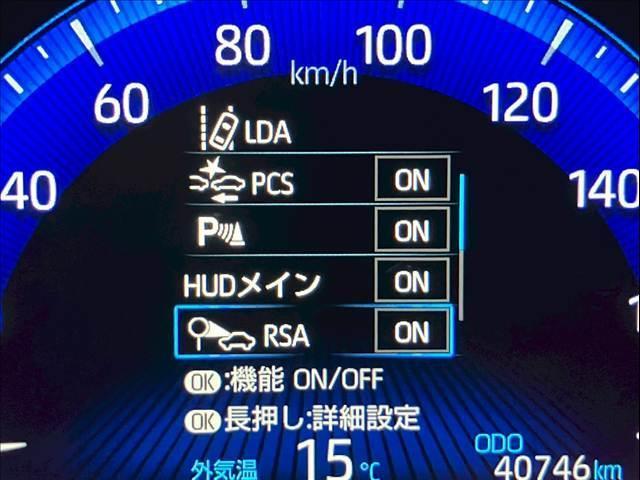 80 100
km/h
60 120
40 140
LDA
PCS ON
P ON
HUDメイン ON
RSA ON
OK:機能 ON/OFF
OK長押し:詳細設定
外気温 15℃
ODO
40746km